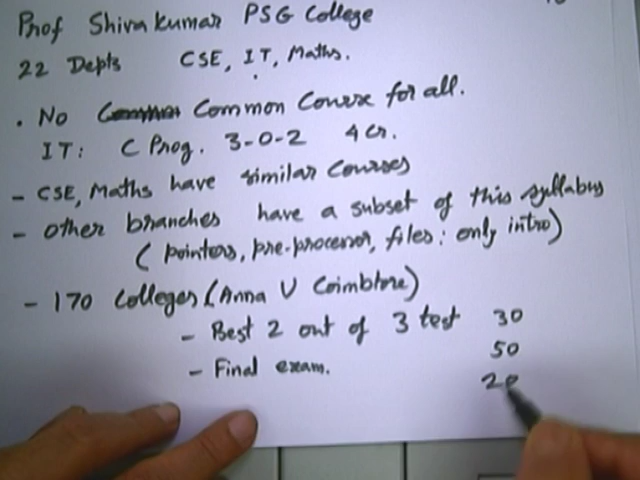 Prof Shivakumar PSG College
22 Depts CSE, IT, Maths.
. No Common Course for all.
IT: C Prog. 3-0-2 4 Cr.
- CSE, Maths have similar courses
- other branches have a subset of this syllabus
( pointers, pre-processor, files: only intro)
- 170 Colleges (Anna U Coimbtore)
- Best 2 out of 3 test 30
- Final exam. 50
20